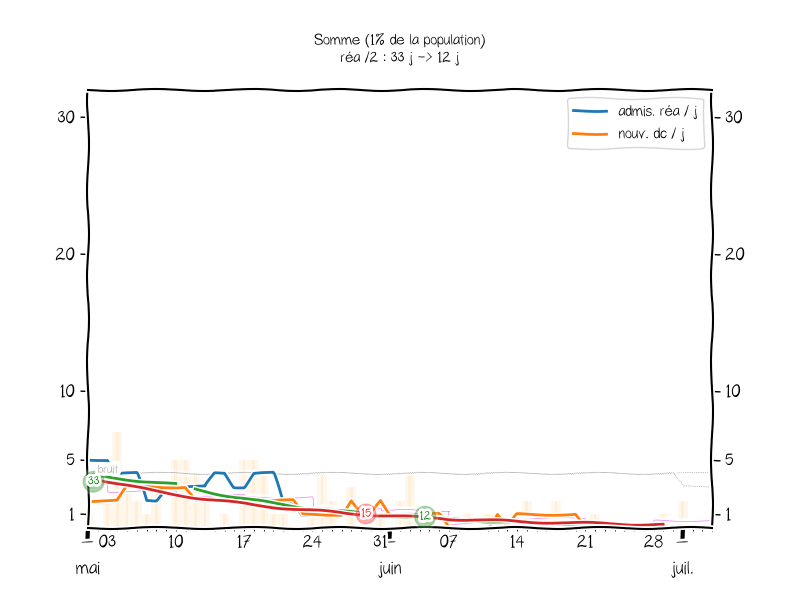 Somme (1% de la population)
réa /2 : 33 j -> 12 j
30 30
admis. réa / j
nouv. dc / j
20 20
10 10
5 5
bruit
33
15
12
1 1
03 10 17 24 31 07 14 21 28
mai juin juil.